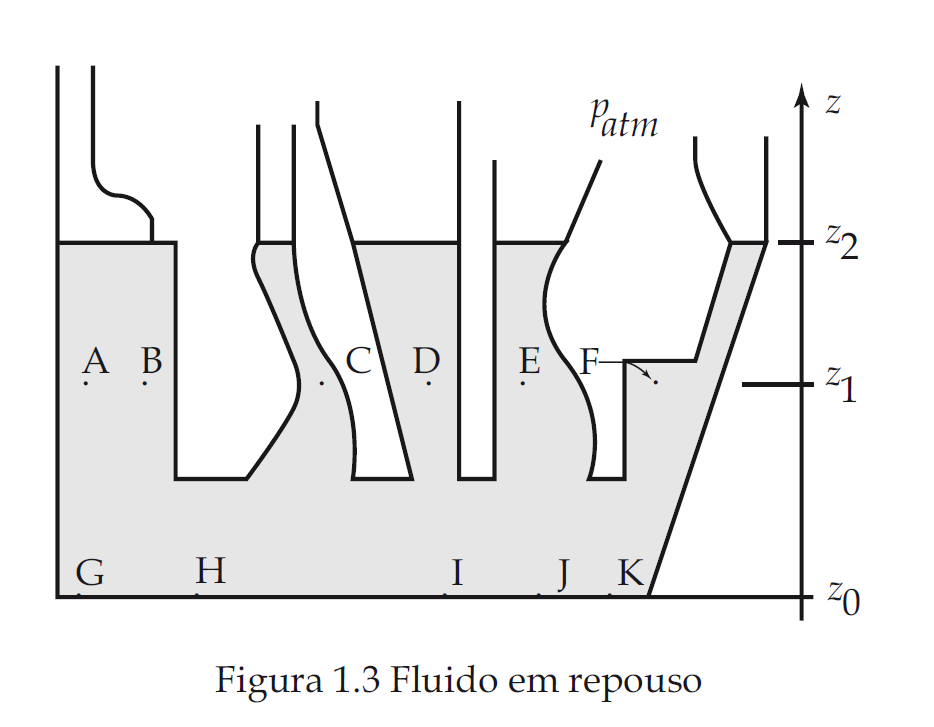 z
p_atm
z2
A B C D E F
z1
G H I J K
z0
Figura 1.3 Fluido em repouso